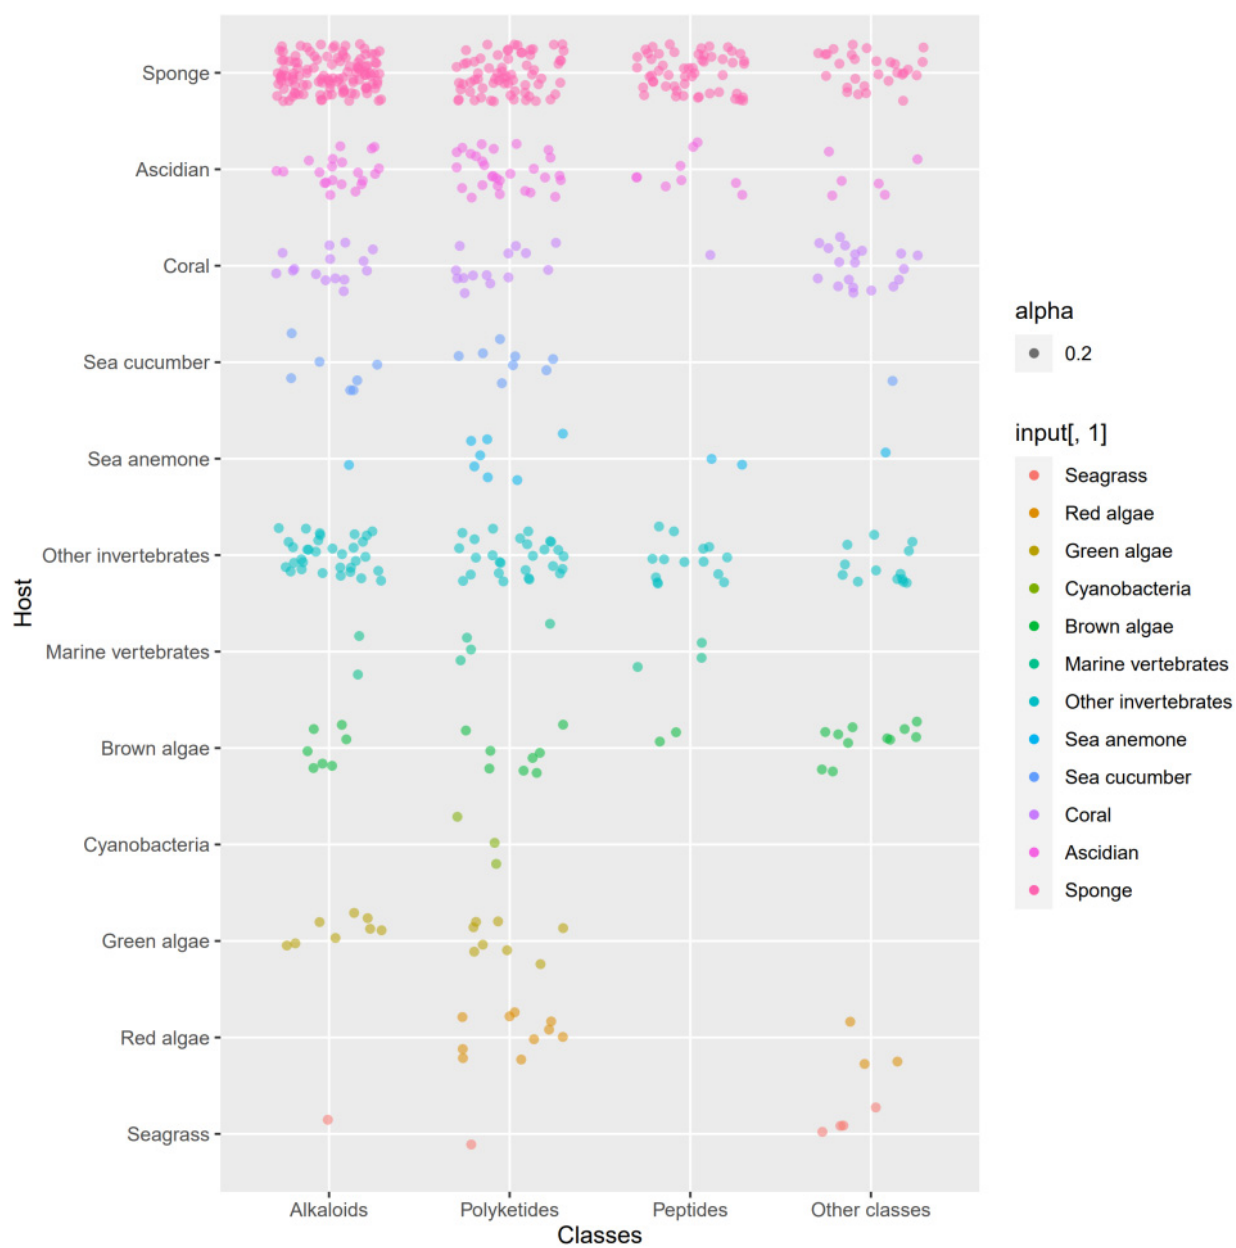 Sponge
Ascidian
Coral
Sea cucumber
Sea anemone
Other invertebrates
Marine vertebrates
Brown algae
Cyanobacteria
Green algae
Red algae
Seagrass
Host
Alkaloids Polyketides Peptides Other classes
Classes
alpha
0.2
input[, 1]
Seagrass
Red algae
Green algae
Cyanobacteria
Brown algae
Marine vertebrates
Other invertebrates
Sea anemone
Sea cucumber
Coral
Ascidian
Sponge